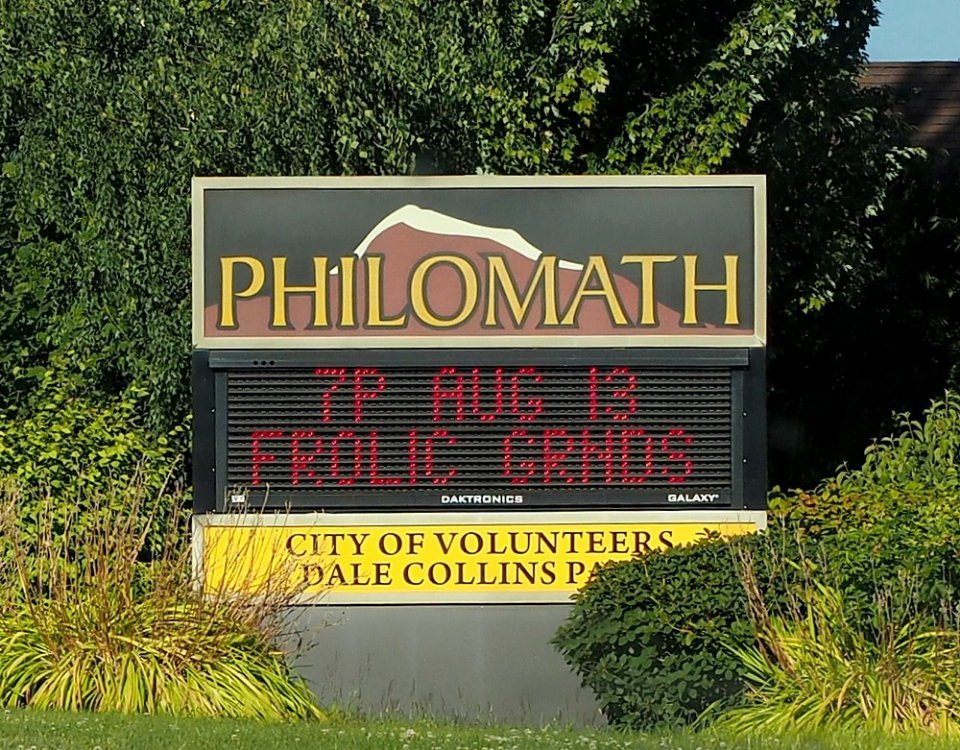 PHILOMATH
7P AUG 13
FROLIC GRNDS
DAKTRONICS GALAXY®
CITY OF VOLUNTEERS
DALE COLLINS